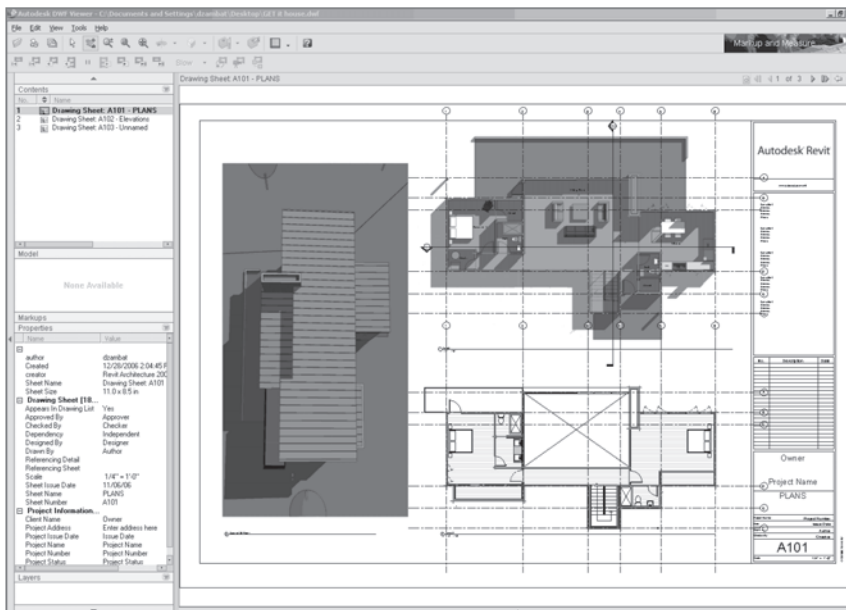 Autodesk DWF Viewer - C:\Documents and Settings\dzambat\Desktop\GET it house.dwf
File Edit View Tools Help
Markup and Measure
Slow
Contents
No. Name
1 Drawing Sheet: A101 - PLANS
2 Drawing Sheet: A102 - Elevations
3 Drawing Sheet: A103 - Unnamed
Model
None Available
Markups
Properties
Name Value
author dzambat
Created 12/28/2006 2:04:45 P
creator Revit Architecture 200
Sheet Name Drawing Sheet: A101
Sheet Size 11.0 x 8.5 in
Drawing Sheet [18...
Appears In Drawing List Yes
Approved By Approver
Checked By Checker
Dependency Independent
Designed By Designer
Drawn By Author
Referencing Detail
Referencing Sheet
Scale 1/4" = 1'-0"
Sheet Issue Date 11/06/06
Sheet Name PLANS
Sheet Number A101
Project Information...
Client Name Owner
Project Address Enter address here
Project Issue Date Issue Date
Project Name Project Name
Project Number Project Number
Project Status Project Status
Layers
Drawing Sheet: A101 - PLANS
1 of 3
Autodesk Revit
No. Description Date
Owner
Project Name
PLANS
A101